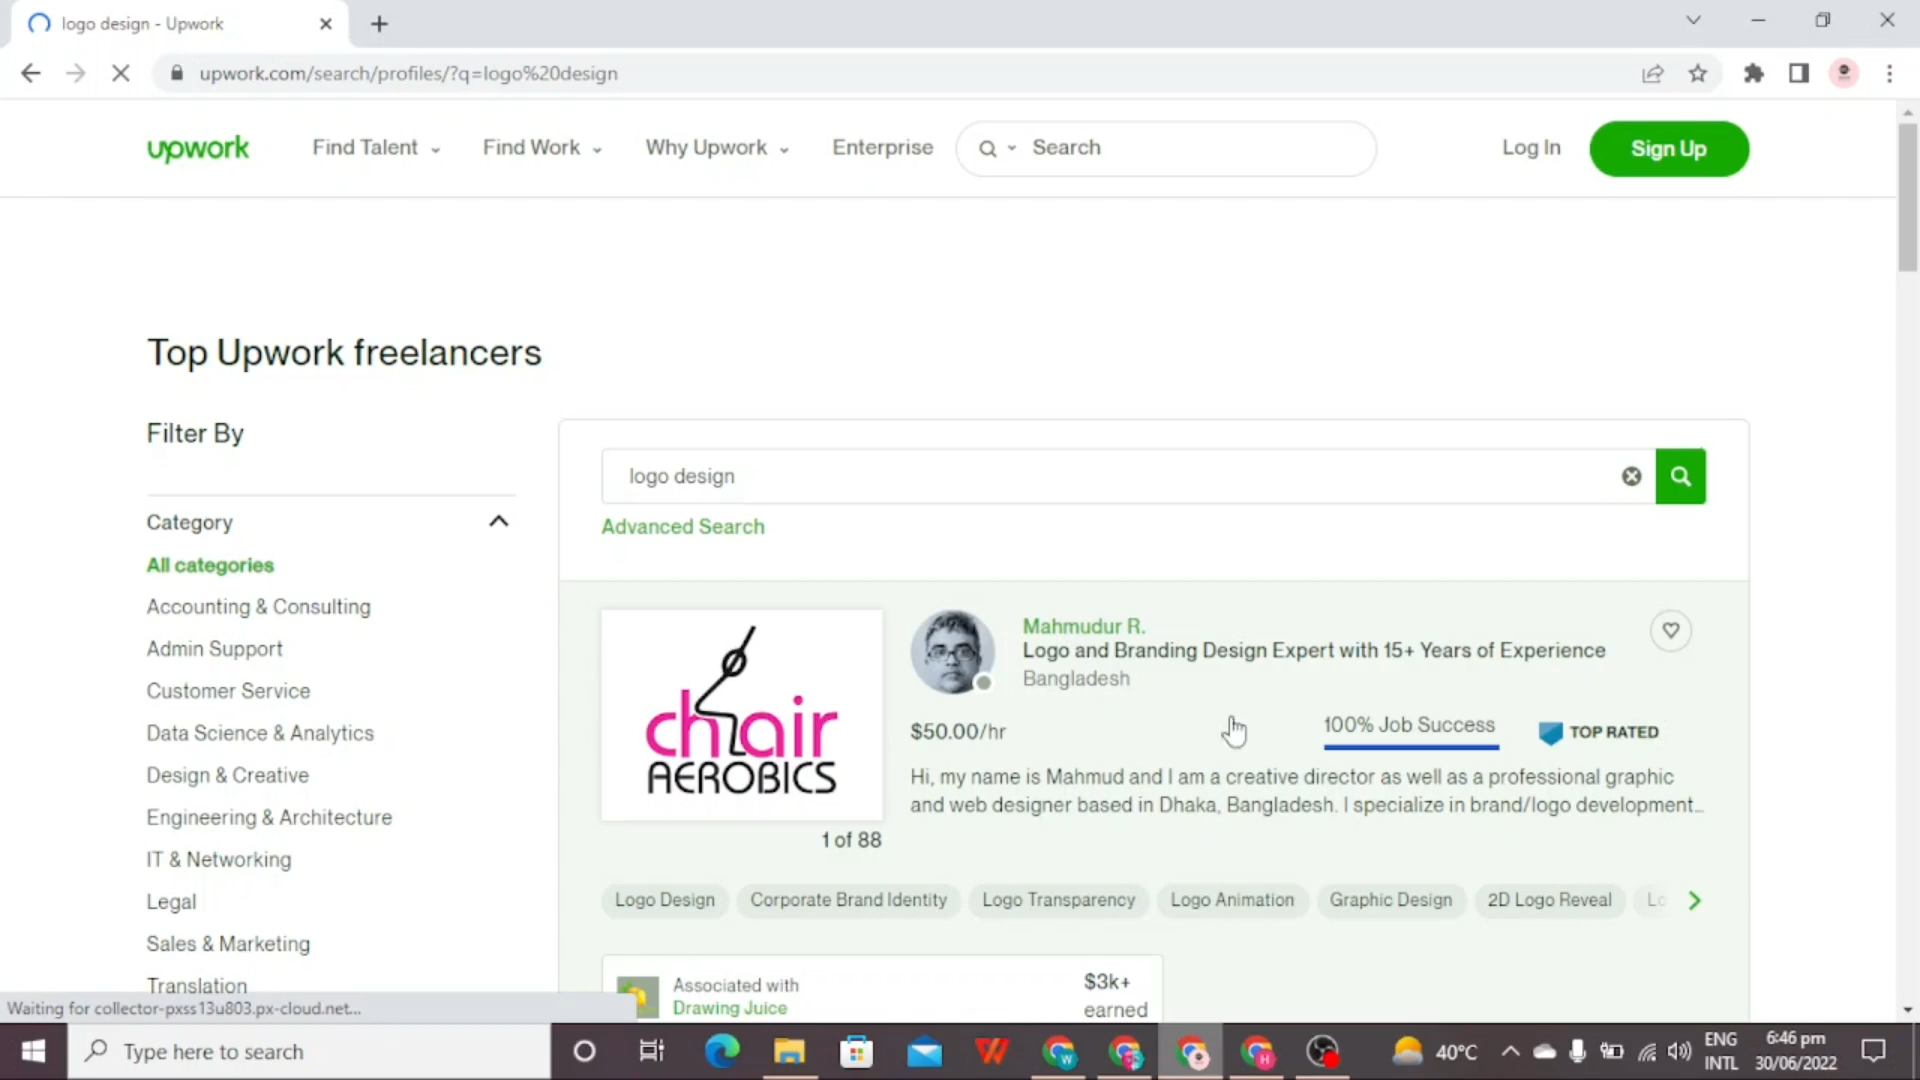 logo design - Upwork
upwork.com/search/profiles/?q=logo%20design
upwork
Find Talent
Find Work
Why Upwork
Enterprise
Search
Log In
Sign Up
Top Upwork freelancers
Filter By
Category
All categories
Accounting & Consulting
Admin Support
Customer Service
Data Science & Analytics
Design & Creative
Engineering & Architecture
IT & Networking
Legal
Sales & Marketing
Translation
logo design
Advanced Search
chair
AEROBICS
1 of 88
Mahmudur R.
Logo and Branding Design Expert with 15+ Years of Experience
Bangladesh
$50.00/hr
100% Job Success
TOP RATED
Hi, my name is Mahmud and I am a creative director as well as a professional graphic
and web designer based in Dhaka, Bangladesh. I specialize in brand/logo development...
Logo Design
Corporate Brand Identity
Logo Transparency
Logo Animation
Graphic Design
2D Logo Reveal
Lo
Associated with
Drawing Juice
$3k+
earned
Waiting for collector-pxss13u803.px-cloud.net...
Type here to search
W
H
40°C
ENG
INTL
6:46 pm
30/06/2022